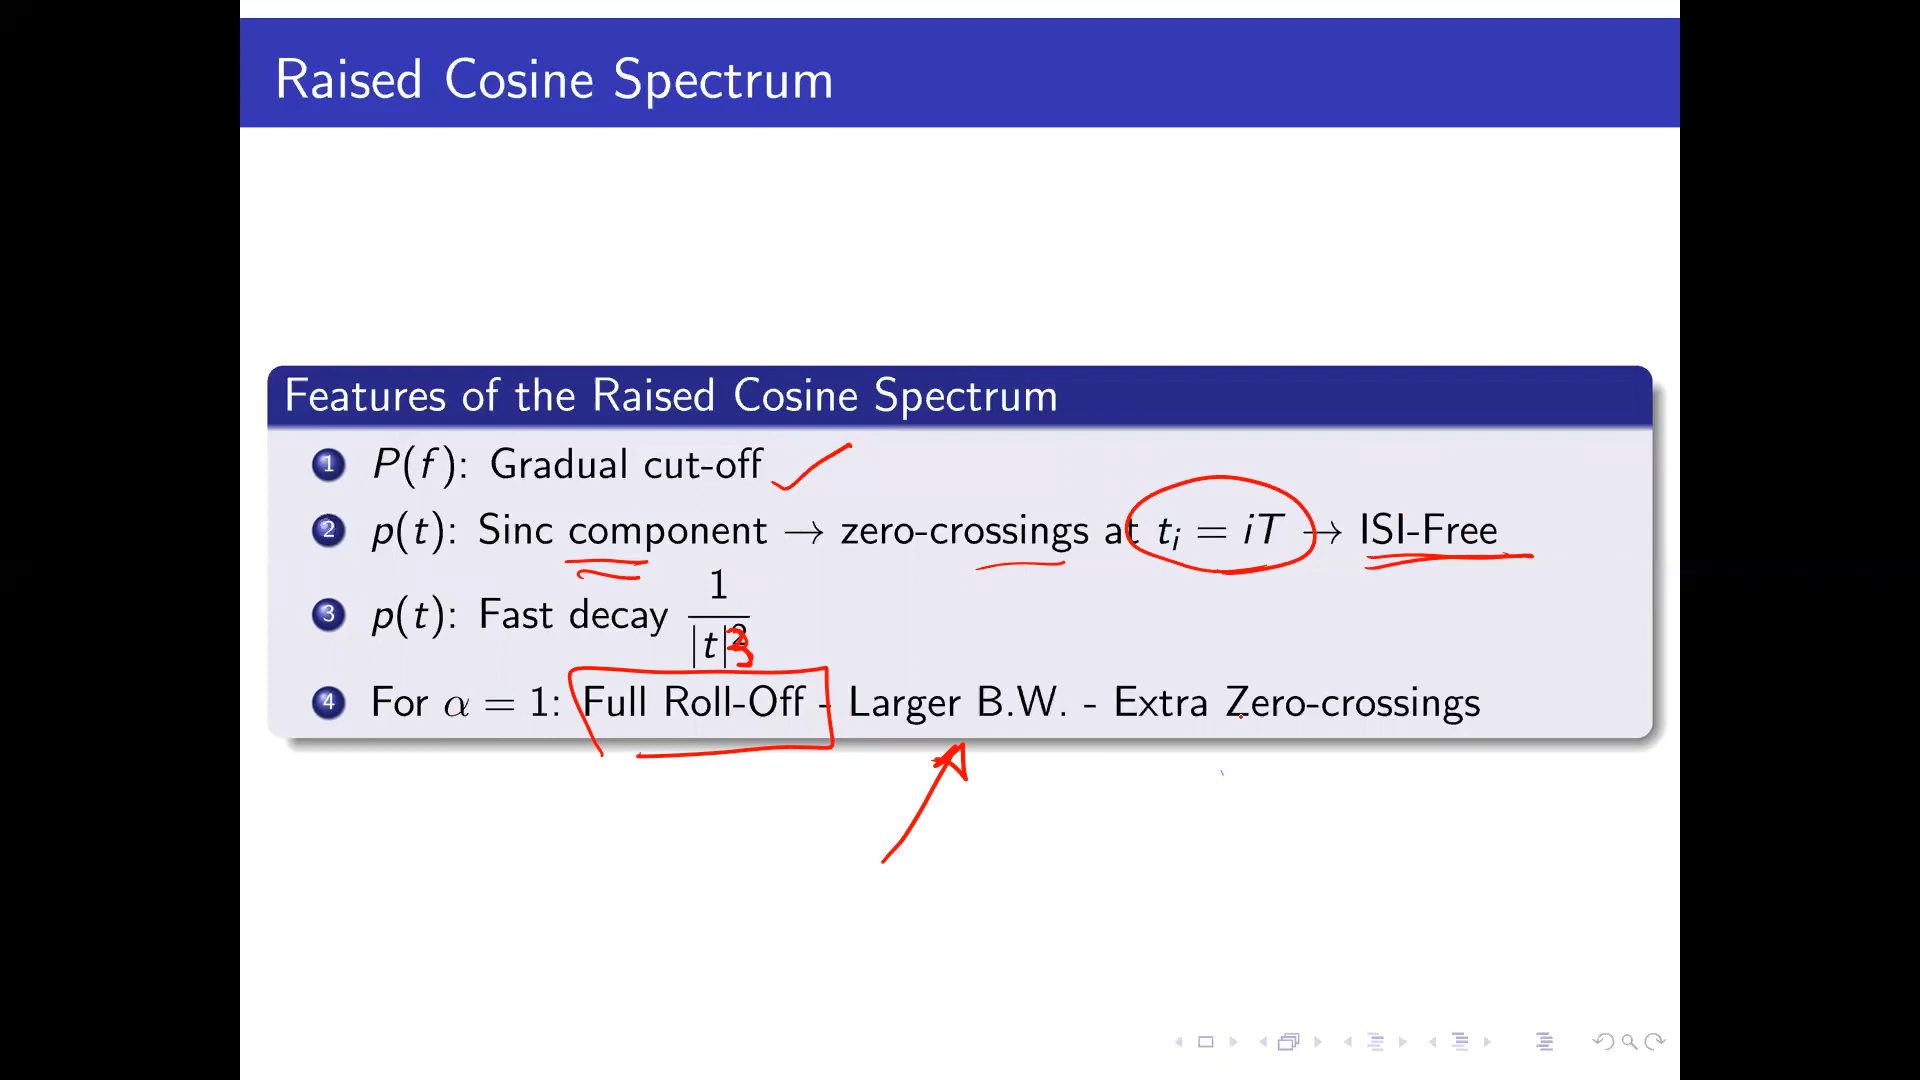 Raised Cosine Spectrum
Features of the Raised Cosine Spectrum
1 P(f): Gradual cut-off
2 p(t): Sinc component → zero-crossings at t_i = iT → ISI-Free
3 p(t): Fast decay 1/|t|^2 3
4 For α = 1: Full Roll-Off - Larger B.W. - Extra Zero-crossings